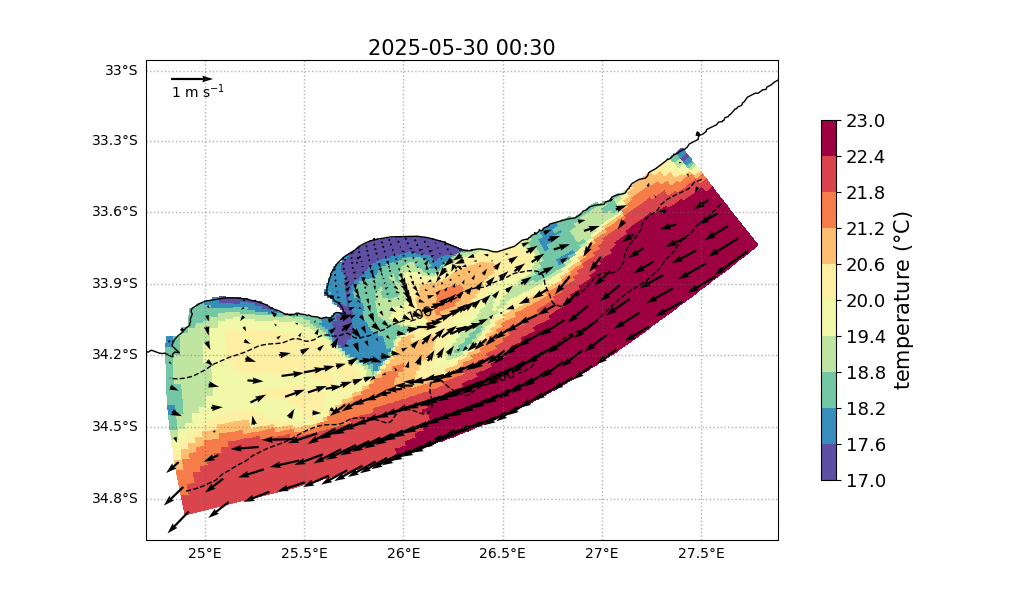 2025-05-30 00:30
1 m s⁻¹
33°S
33.3°S
33.6°S
33.9°S
34.2°S
34.5°S
34.8°S
25°E
25.5°E
26°E
26.5°E
27°E
27.5°E
100
23.0
22.4
21.8
21.2
20.6
20.0
19.4
18.8
18.2
17.6
17.0
temperature (°C)